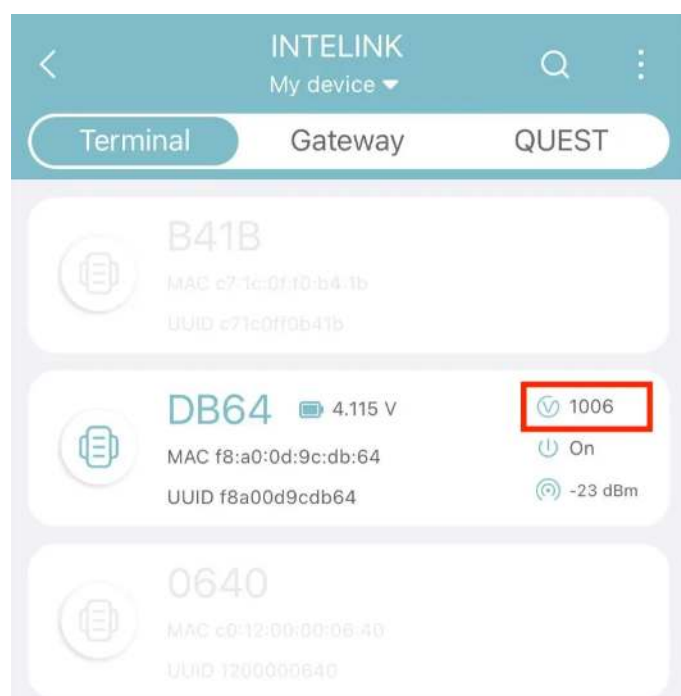 INTELINK
My device
Terminal
Gateway
QUEST
B41B
MAC c7:1c:0f:f0:b4:1b
UUID c71c0ff0b41b
DB64
4.115 V
1006
MAC f8:a0:0d:9c:db:64
On
UUID f8a00d9cdb64
-23 dBm
0640
MAC c0:12:00:00:06:40
UUID 1200000640